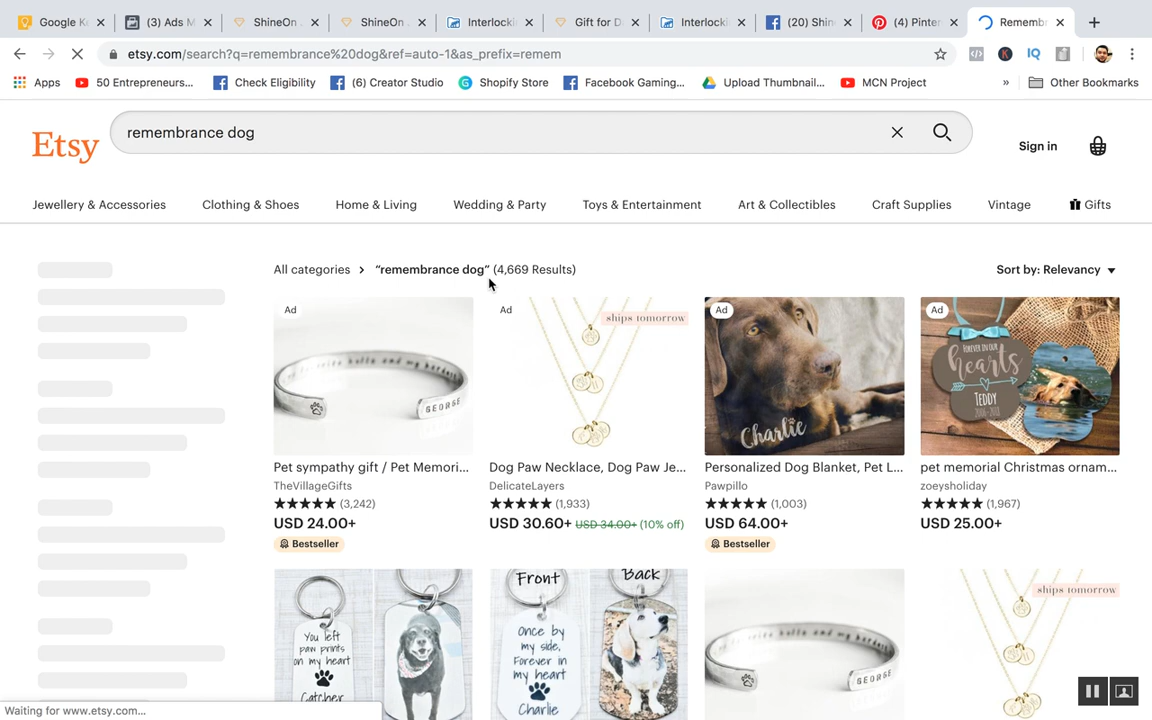 Google Ke
(3) Ads M
ShineOn
ShineOn
Interlocki
Gift for D
Interlocki
(20) Shin
(4) Pinter
Rememb
etsy.com/search?q=remembrance%20dog&ref=auto-1&as_prefix=remem
Apps
50 Entrepreneurs...
Check Eligibility
(6) Creator Studio
Shopify Store
Facebook Gaming...
Upload Thumbnail...
MCN Project
»
Other Bookmarks
Etsy
remembrance dog
Sign in
Jewellery & Accessories
Clothing & Shoes
Home & Living
Wedding & Party
Toys & Entertainment
Art & Collectibles
Craft Supplies
Vintage
Gifts
All categories > “remembrance dog” (4,669 Results)
Sort by: Relevancy
Ad
GEORGE
Ad
ships tomorrow
Ad
Charlie
Ad
FOREVER IN OUR
hearts
TEDDY
Pet sympathy gift / Pet Memori...
TheVillageGifts
(3,242)
USD 24.00+
Bestseller
Dog Paw Necklace, Dog Paw Je...
DelicateLayers
(1,933)
USD 30.60+ USD 34.00+ (10% off)
Personalized Dog Blanket, Pet L...
Pawpillo
(1,003)
USD 64.00+
Bestseller
pet memorial Christmas ornam...
zoeysholiday
(1,967)
USD 25.00+
You left
paw prints
on my heart
Catcher
Front
Back
Once by
my side,
Forever in
my heart
Charlie
GEORGE
ships tomorrow
Waiting for www.etsy.com...